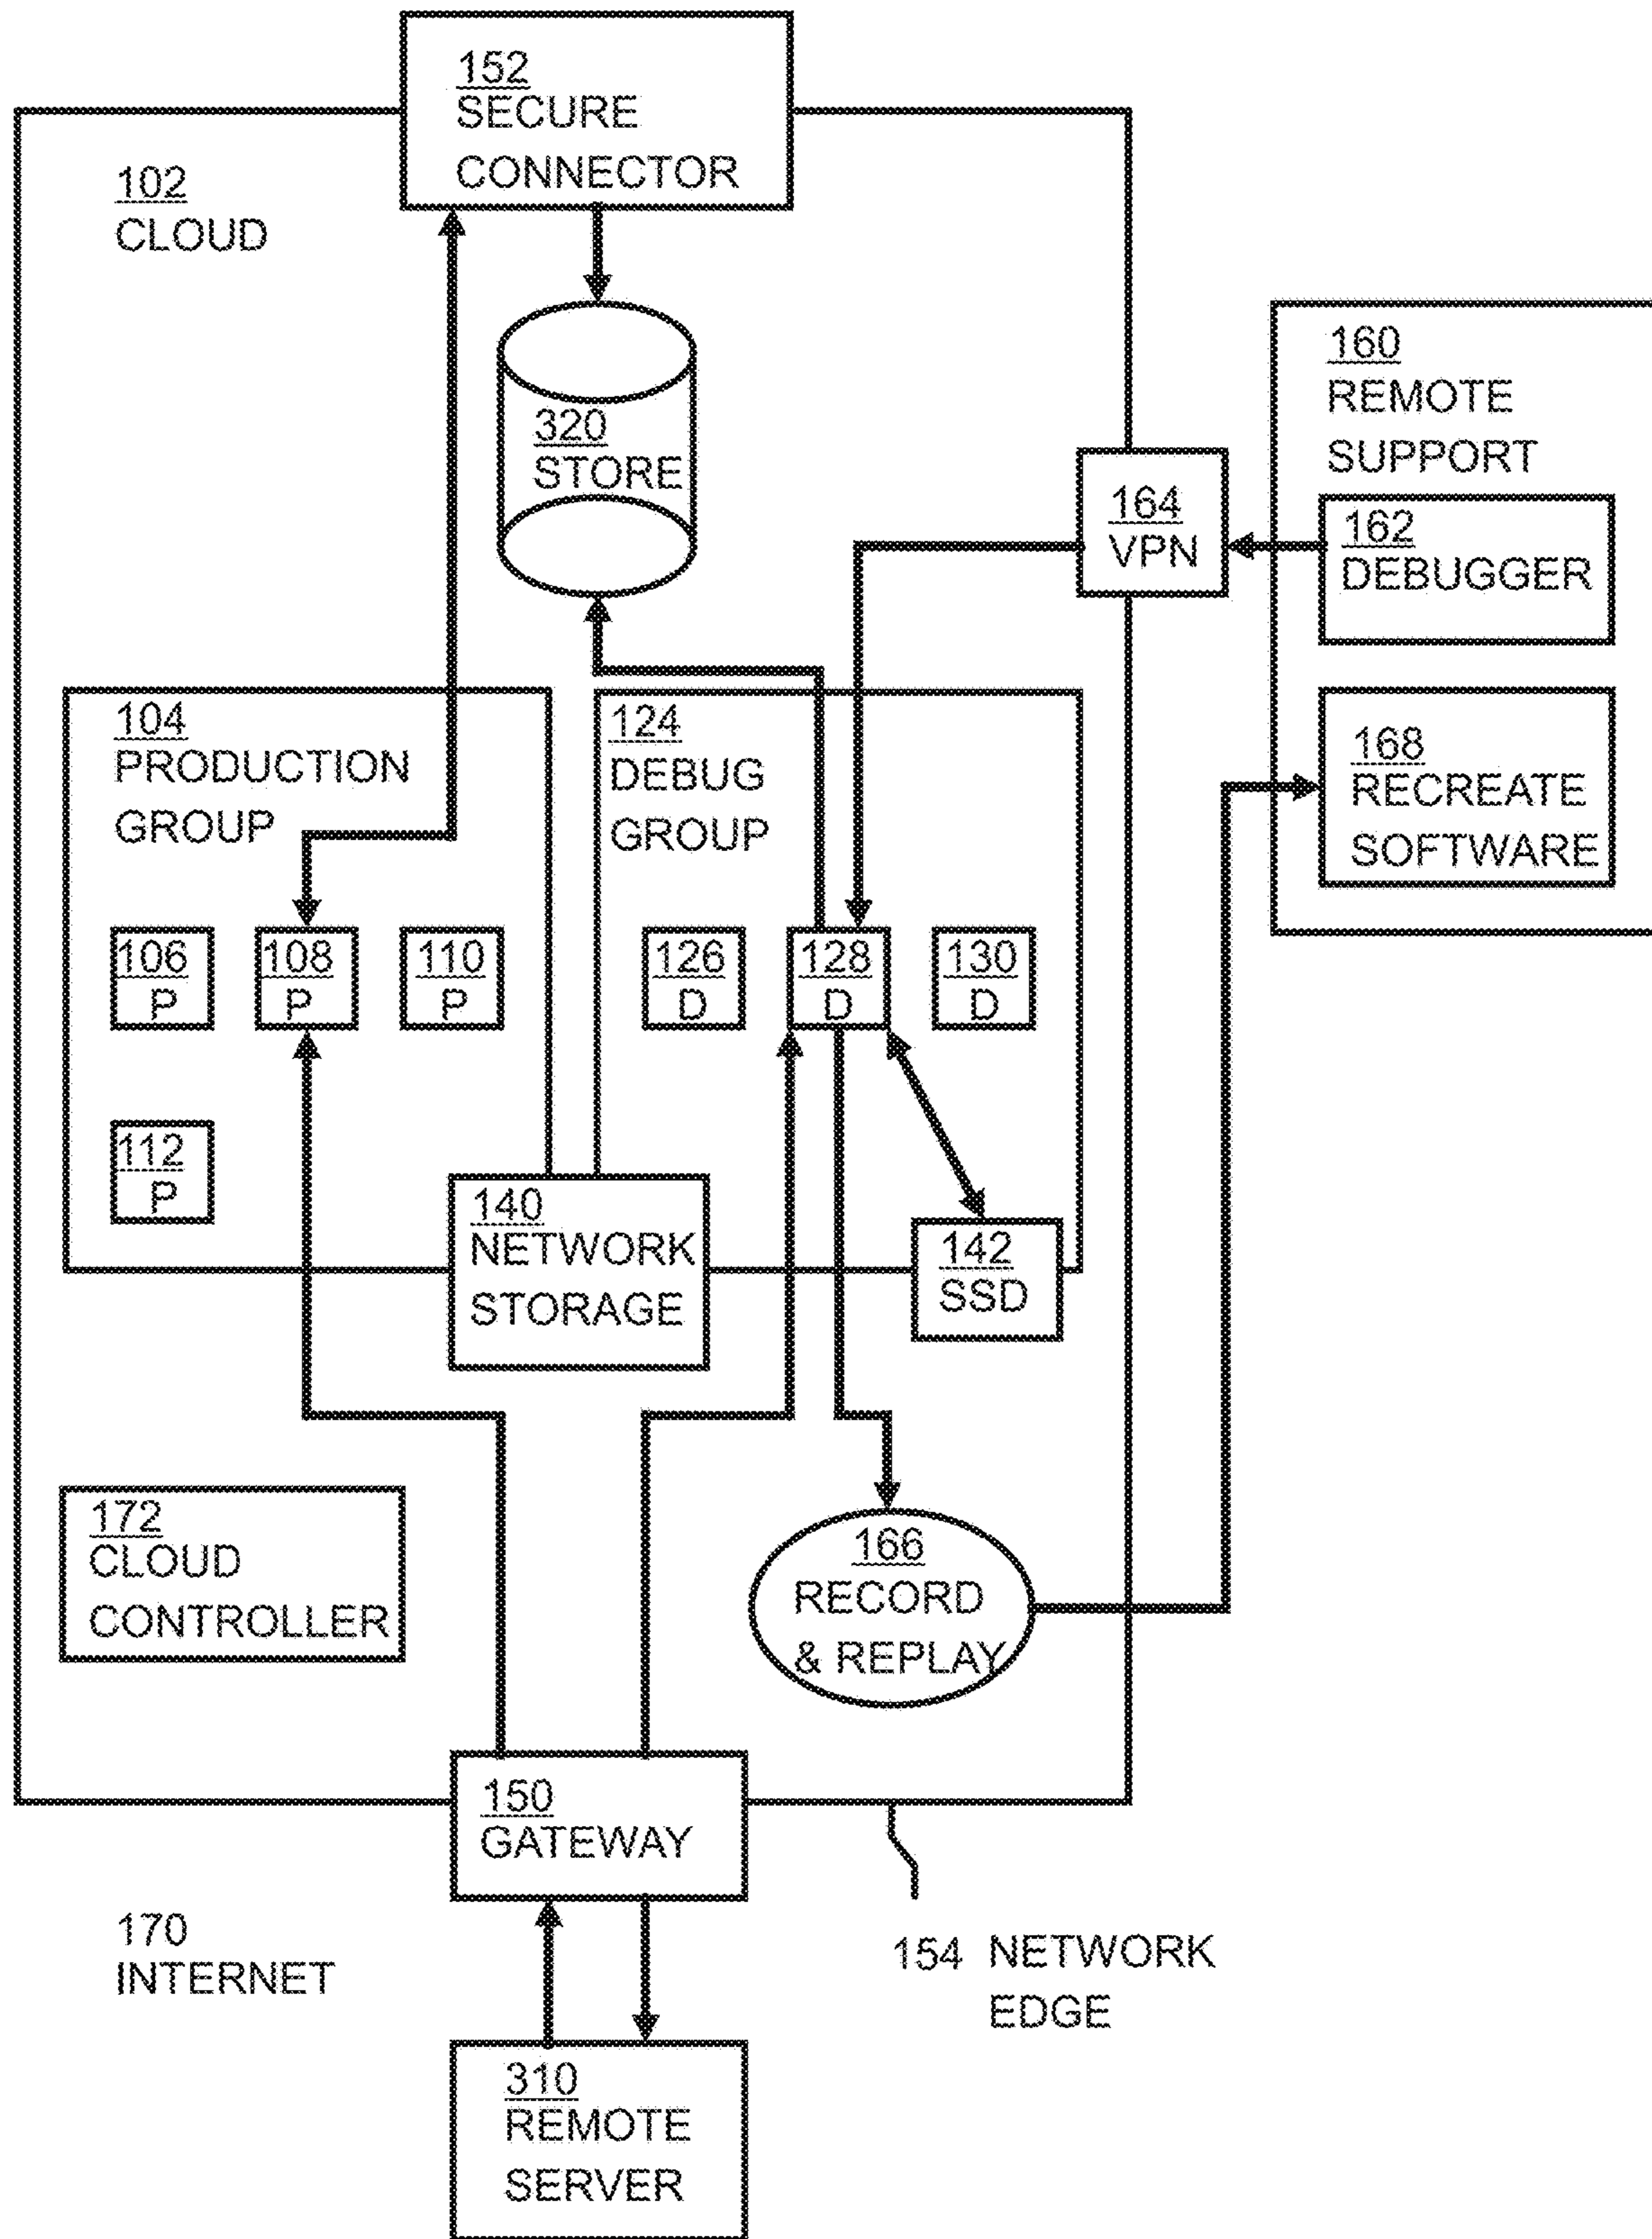 152
SECURE
CONNECTOR
102
CLOUD
320
STORE
160
REMOTE
SUPPORT
164
VPN
162
DEBUGGER
104
PRODUCTION
GROUP
124
DEBUG
GROUP
168
RECREATE
SOFTWARE
106
P
108
P
110
P
126
D
128
D
130
D
112
P
140
NETWORK
STORAGE
142
SSD
172
CLOUD
CONTROLLER
166
RECORD
& REPLAY
150
GATEWAY
170
INTERNET
154 NETWORK
EDGE
310
REMOTE
SERVER